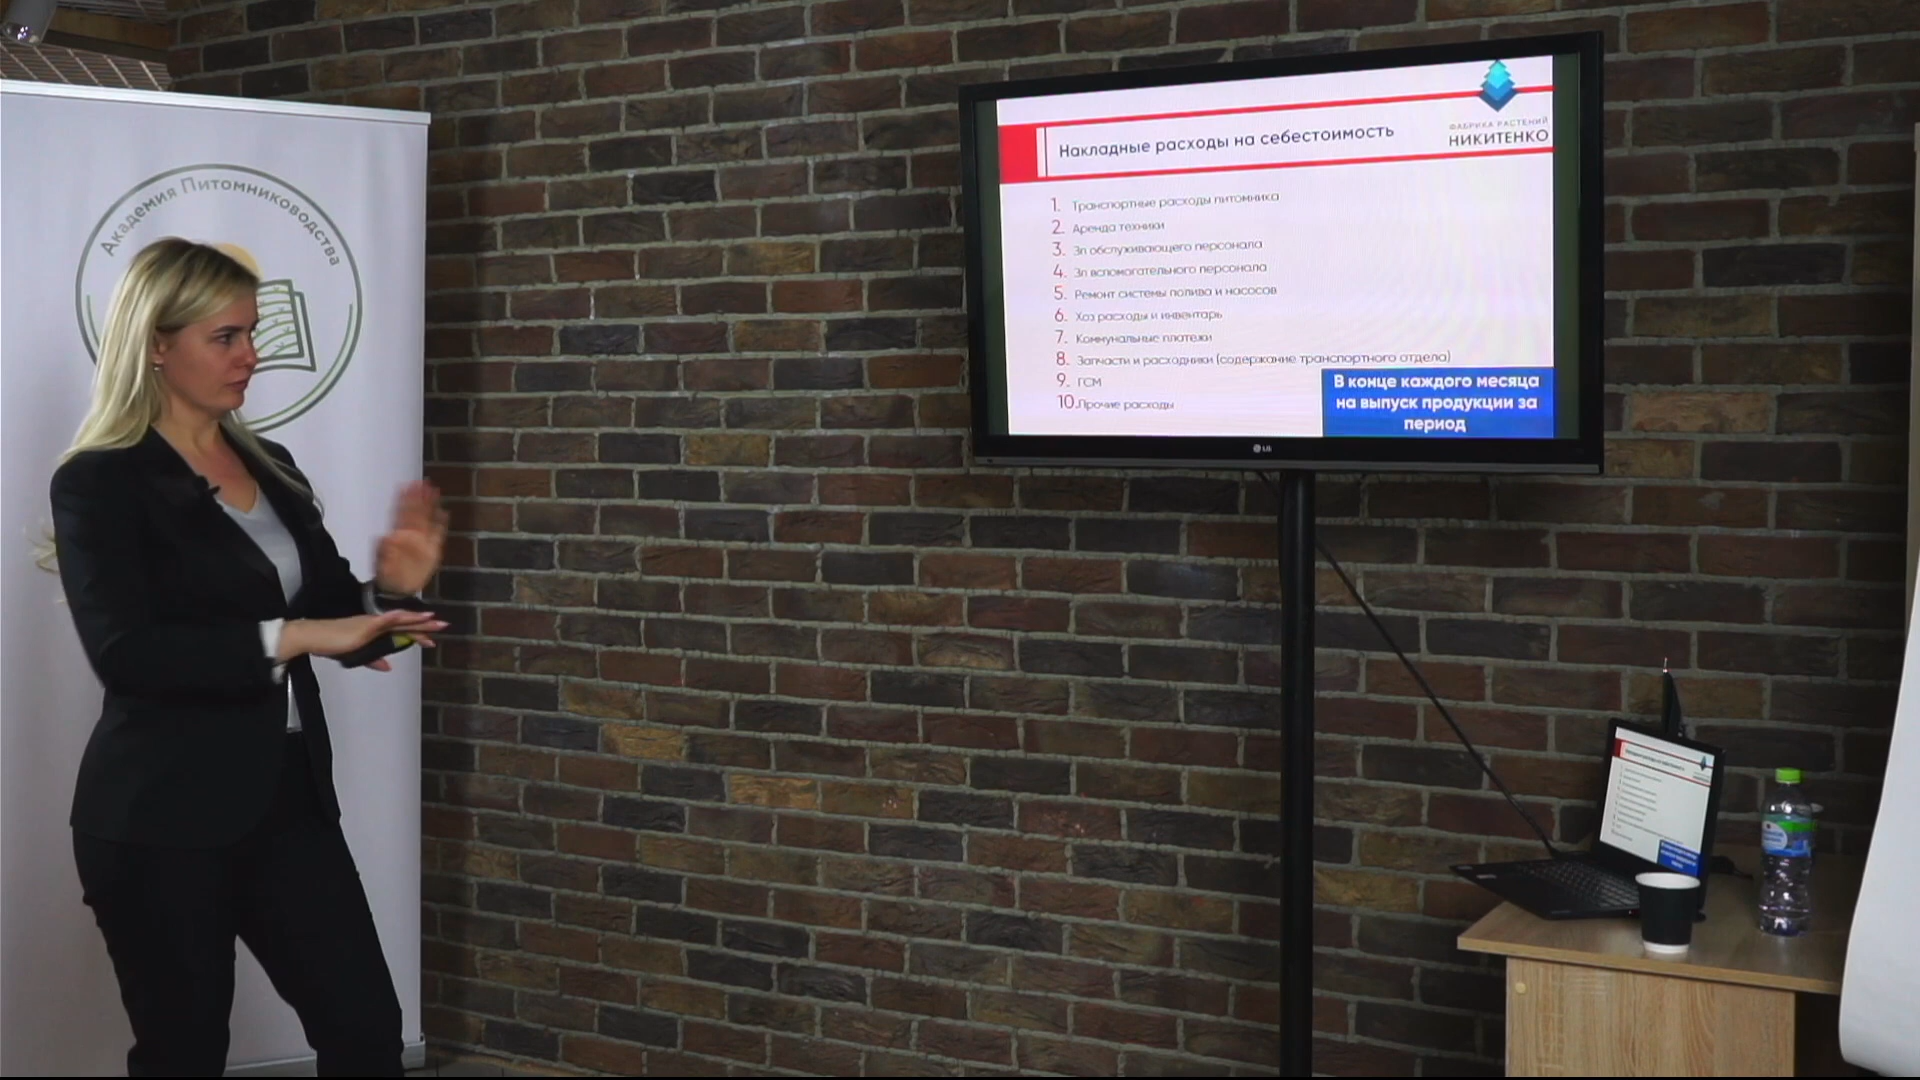 Академия Питомниководства
ФАБРИКА РАСТЕНИЙ
НИКИТЕНКО
Накладные расходы на себестоимость
1. Транспортные расходы питомника
2. Аренда техники
3. Зп обслуживающего персонала
4. Зп вспомогательного персонала
5. Ремонт системы полива и насосов
6. Хоз расходы и инвентарь
7. Коммунальные платежи
8. Запчасти и расходники (содержание транспортного отдела)
9. ГСМ
10. Прочие расходы
В конце каждого месяца
на выпуск продукции за
период
LG